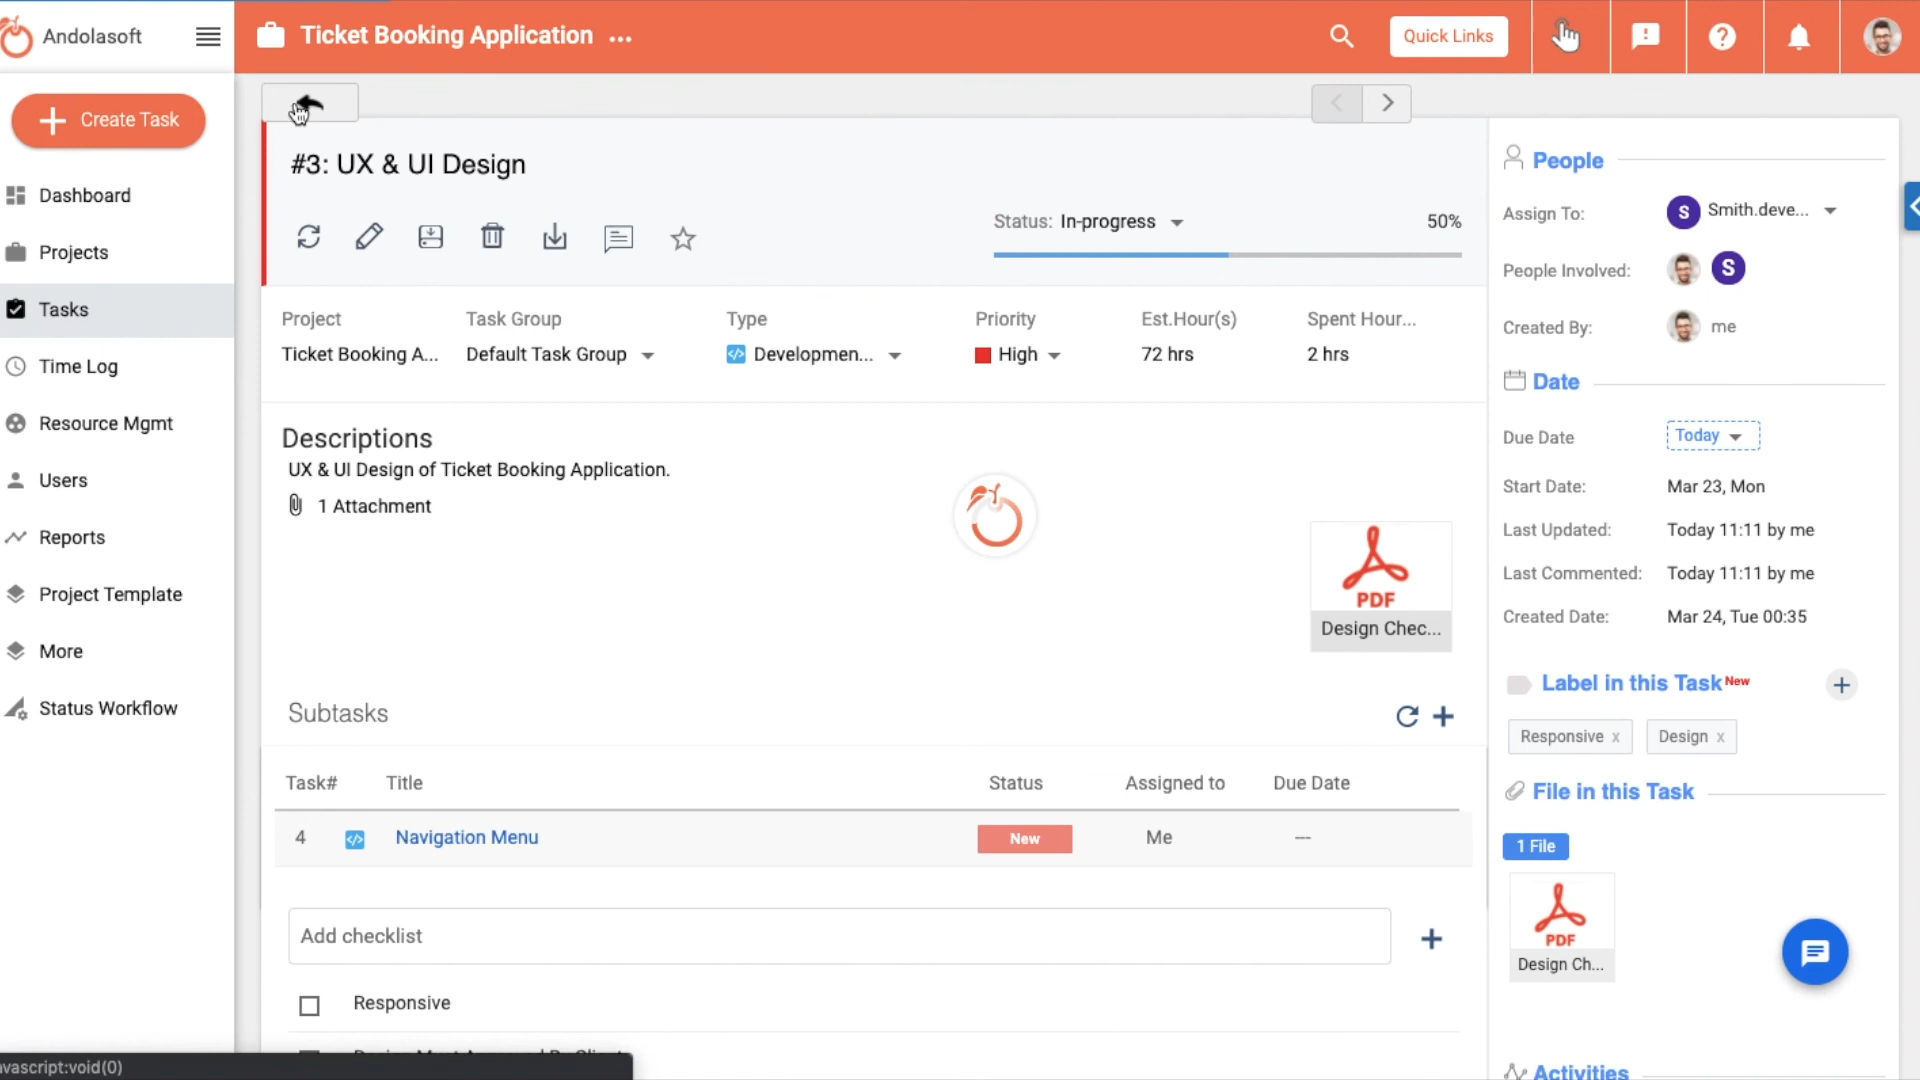 Andolasoft
Ticket Booking Application ...
Quick Links
Create Task
Dashboard
Projects
Tasks
Time Log
Resource Mgmt
Users
Reports
Project Template
More
Status Workflow
#3: UX & UI Design
Status: In-progress
50%
Project
Task Group
Type
Priority
Est.Hour(s)
Spent Hour...
Ticket Booking A...
Default Task Group
Developmen...
High
72 hrs
2 hrs
Descriptions
UX & UI Design of Ticket Booking Application.
1 Attachment
PDF
Design Chec...
Subtasks
Task#
Title
Status
Assigned to
Due Date
4
Navigation Menu
New
Me
---
Add checklist
Responsive
People
Assign To:
S
Smith.deve...
People Involved:
S
Created By:
me
Date
Due Date
Today
Start Date:
Mar 23, Mon
Last Updated:
Today 11:11 by me
Last Commented:
Today 11:11 by me
Created Date:
Mar 24, Tue 00:35
Label in this Task New
Responsive x
Design x
File in this Task
1 File
PDF
Design Ch...
Activities
avascript:void(0)